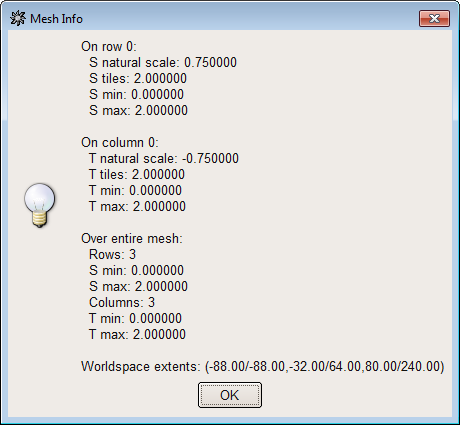 Mesh Info
On row 0:
S natural scale: 0.750000
S tiles: 2.000000
S min: 0.000000
S max: 2.000000
On column 0:
T natural scale: -0.750000
T tiles: 2.000000
T min: 0.000000
T max: 2.000000
Over entire mesh:
Rows: 3
S min: 0.000000
S max: 2.000000
Columns: 3
T min: 0.000000
T max: 2.000000
Worldspace extents: (-88.00/-88.00,-32.00/64.00,80.00/240.00)
OK